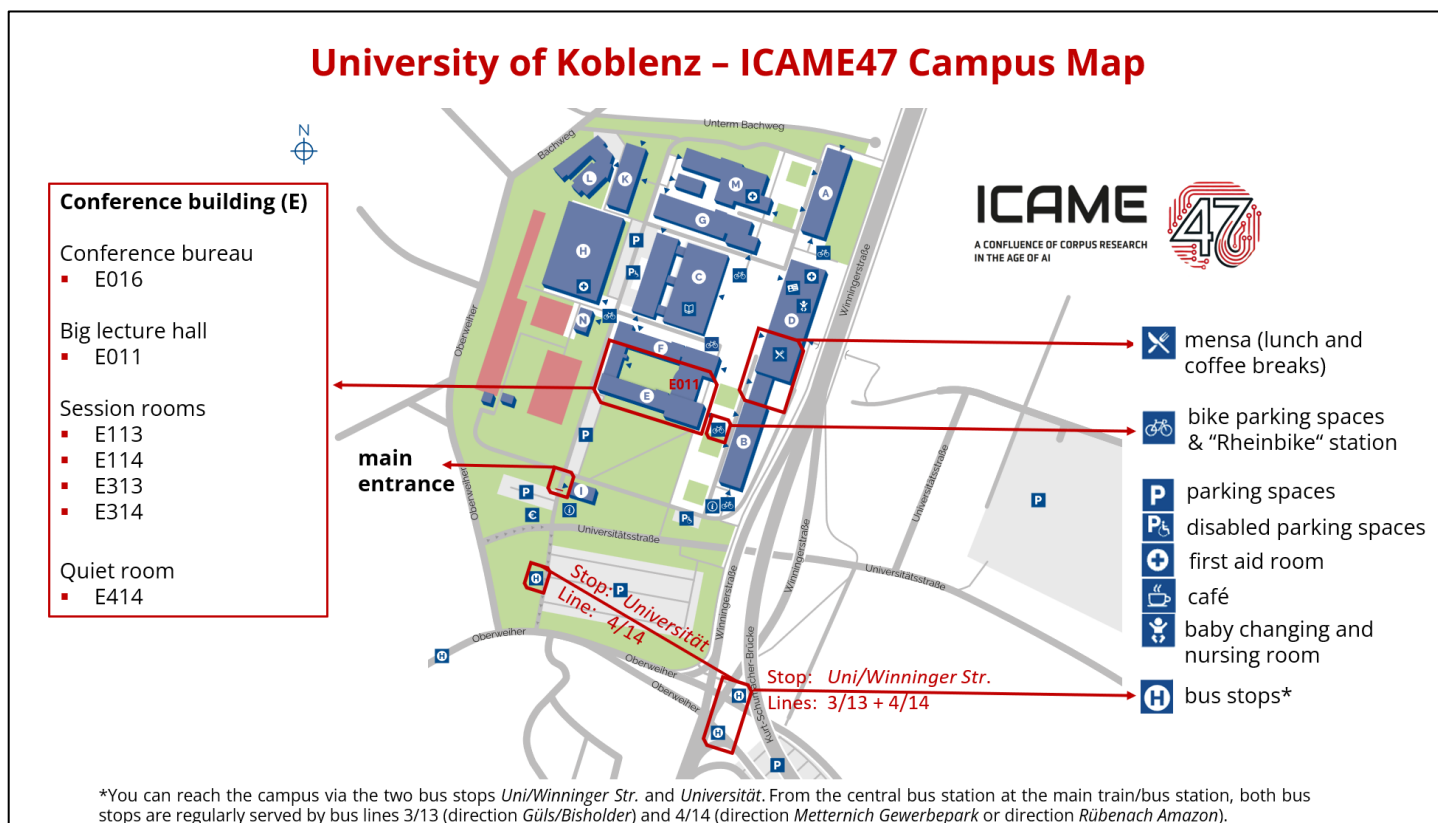 University of Koblenz – ICAME47 Campus Map
N
Conference building (E)
Conference bureau
▪ E016
Big lecture hall
▪ E011
Session rooms
▪ E113
▪ E114
▪ E313
▪ E314
Quiet room
▪ E414
Unterm Bachweg
Bachweg
L
K
M
A
G
H
P
C
D
N
F
E011
E
B
P
I
P
€
P
Winningerstraße
Oberweiher
Oberweiher
main
entrance
Universitätsstraße
Universitätsstraße
Universitätsstraße
Winningerstraße
Winningerstraße
P
H
P
Stop: Universität
Line: 4/14
Oberweiher
H
Oberweiher
Oberweiher
Kurt-Schumacher-Brücke
H
H
P
Stop: Uni/Winninger Str.
Lines: 3/13 + 4/14
ICAME
47
A CONFLUENCE OF CORPUS RESEARCH
IN THE AGE OF AI
mensa (lunch and
coffee breaks)
bike parking spaces
& “Rheinbike“ station
P parking spaces
P disabled parking spaces
first aid room
café
baby changing and
nursing room
H bus stops*
*You can reach the campus via the two bus stops Uni/Winninger Str. and Universität. From the central bus station at the main train/bus station, both bus
stops are regularly served by bus lines 3/13 (direction Güls/Bisholder) and 4/14 (direction Metternich Gewerbepark or direction Rübenach Amazon).